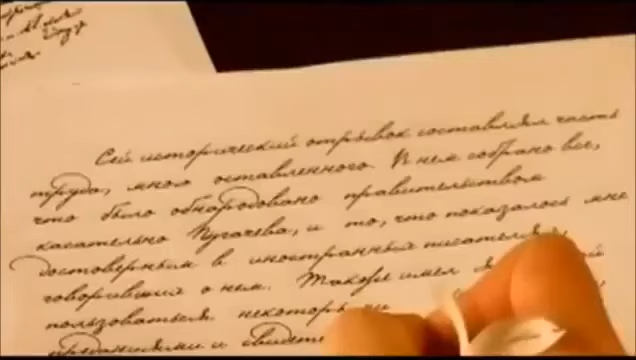 Сей исторический отрывок составлял часть
труда, мною оставленного. В нем собрано все,
что было обнародовано правительством
касательно Пугачева, и то, что показалось мне
достоверным в иностранных писателях,
говоривших о нем. Также имел я
пользоваться некоторыми
преданиями и